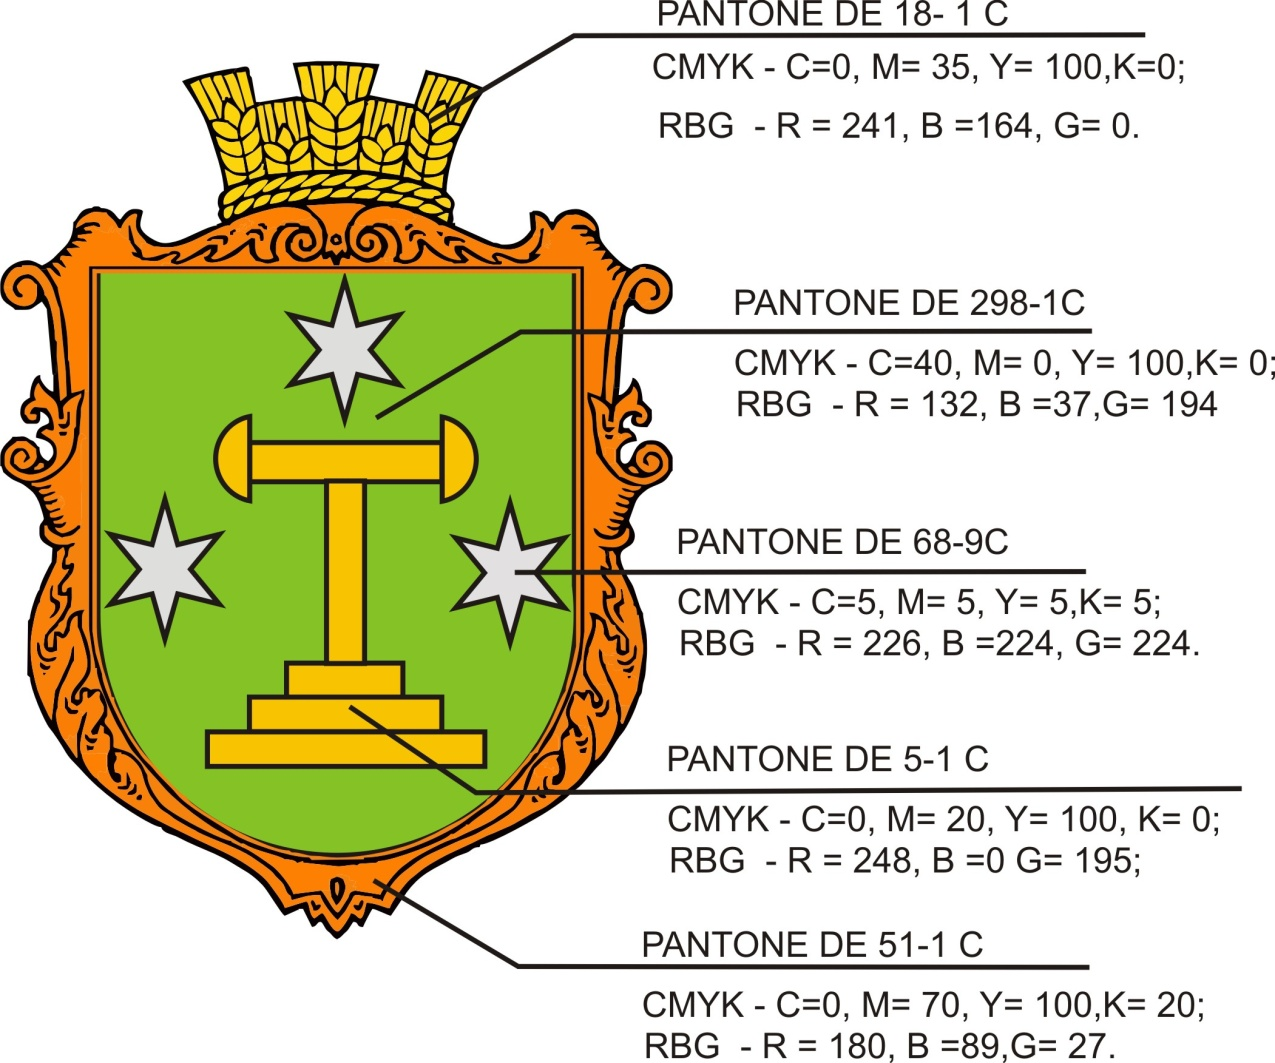 PANTONE DE 18- 1 C
CMYK - C=0, M= 35, Y= 100,K=0;
RBG - R = 241, B =164, G= 0.
PANTONE DE 298-1C
CMYK - C=40, M= 0, Y= 100,K= 0;
RBG - R = 132, B =37,G= 194
PANTONE DE 68-9C
CMYK - C=5, M= 5, Y= 5,K= 5;
RBG - R = 226, B =224, G= 224.
PANTONE DE 5-1 C
CMYK - C=0, M= 20, Y= 100, K= 0;
RBG - R = 248, B =0 G= 195;
PANTONE DE 51-1 C
CMYK - C=0, M= 70, Y= 100,K= 20;
RBG - R = 180, B =89,G= 27.